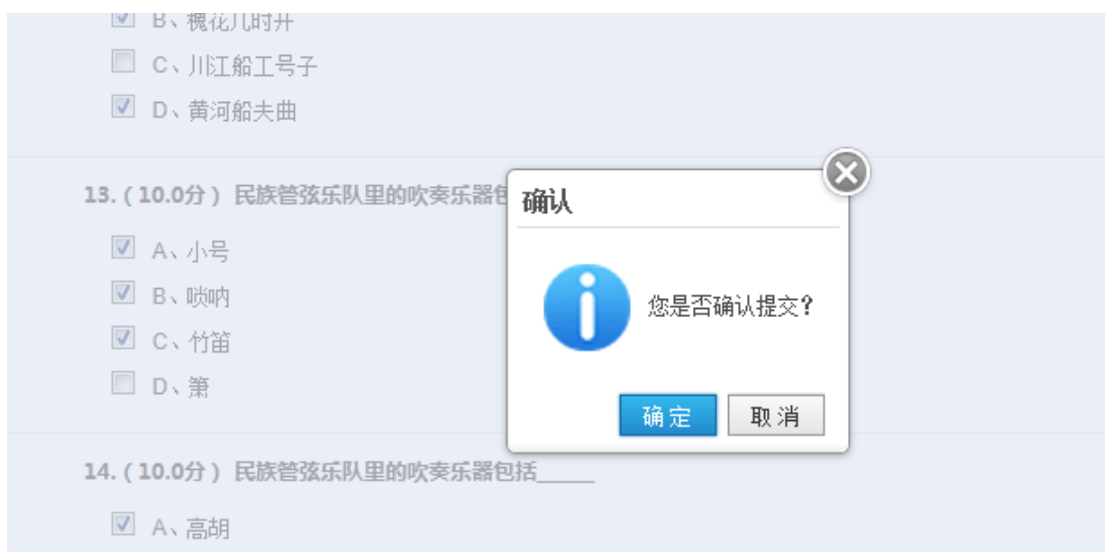 B、槐花几时开
C、川江船工号子
D、黄河船夫曲
13. ( 10.0分 ) 民族管弦乐队里的吹奏乐器包
A、小号
B、唢呐
C、竹笛
D、箫
确认
您是否确认提交?
确定
取消
14. ( 10.0分 ) 民族管弦乐队里的吹奏乐器包括______
A、高胡